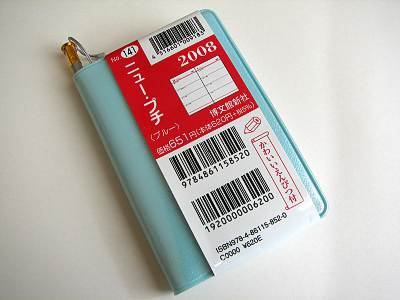 No. 141
ニュー・プチ
(ブルー)
価格651円(本体620円+税5%)
2008
博文館新社
9784861158520
1920000006200
かわいいえんぴつ付
ISBN978-4-86115-852-0
C0000 ¥620E